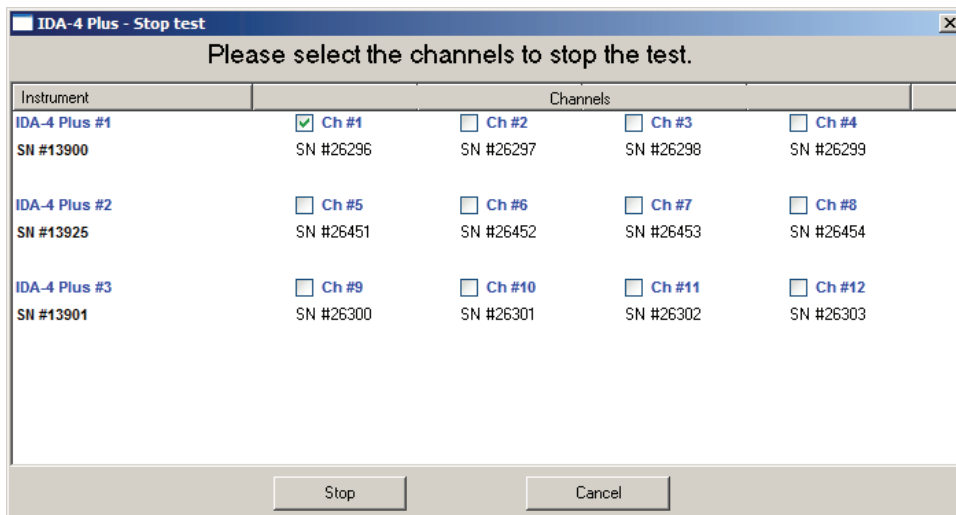 IDA-4 Plus - Stop test
Please select the channels to stop the test.
Instrument Channels
IDA-4 Plus #1 Ch #1 Ch #2 Ch #3 Ch #4
SN #13900 SN #26296 SN #26297 SN #26298 SN #26299
IDA-4 Plus #2 Ch #5 Ch #6 Ch #7 Ch #8
SN #13925 SN #26451 SN #26452 SN #26453 SN #26454
IDA-4 Plus #3 Ch #9 Ch #10 Ch #11 Ch #12
SN #13901 SN #26300 SN #26301 SN #26302 SN #26303
Stop Cancel